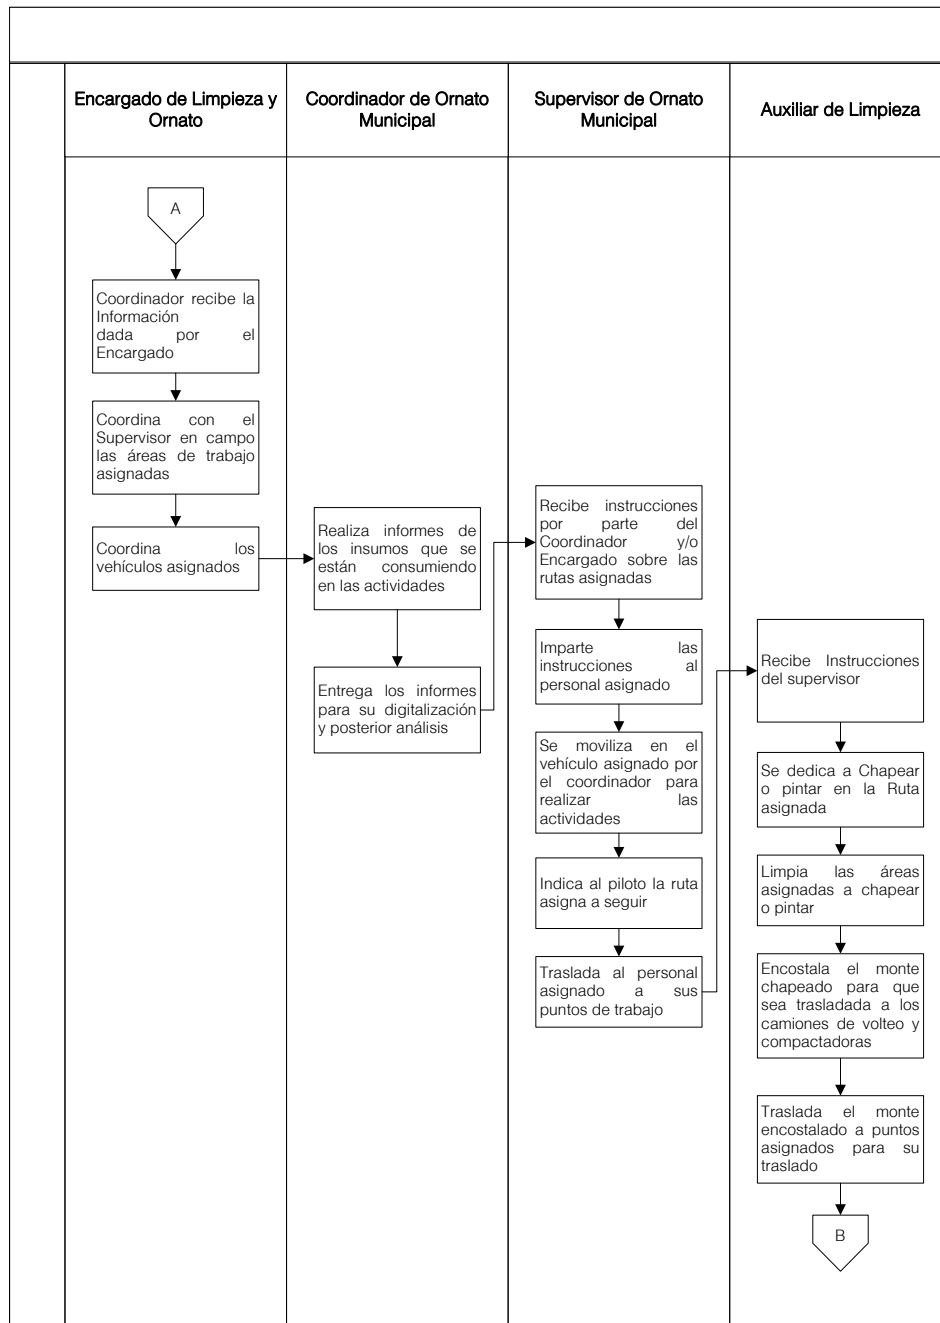 Encargado de Limpieza y
Ornato
Coordinador de Ornato
Municipal
Supervisor de Ornato
Municipal
Auxiliar de Limpieza
A
Coordinador recibe la
Información
dada por el
Encargado
Coordina con el
Supervisor en campo
las áreas de trabajo
asignadas
Coordina los
vehículos asignados
Realiza informes de
los insumos que se
están consumiendo
en las actividades
Entrega los informes
para su digitalización
y posterior análisis
Recibe instrucciones
por parte del
Coordinador y/o
Encargado sobre las
rutas asignadas
Imparte las
instrucciones al
personal asignado
Se moviliza en el
vehículo asignado por
el coordinador para
realizar las
actividades
Indica al piloto la ruta
asigna a seguir
Traslada al personal
asignado a sus
puntos de trabajo
Recibe Instrucciones
del supervisor
Se dedica a Chapear
o pintar en la Ruta
asignada
Limpia las áreas
asignadas a chapear
o pintar
Encostala el monte
chapeado para que
sea trasladada a los
camiones de volteo y
compactadoras
Traslada el monte
encostalado a puntos
asignados para su
traslado
B